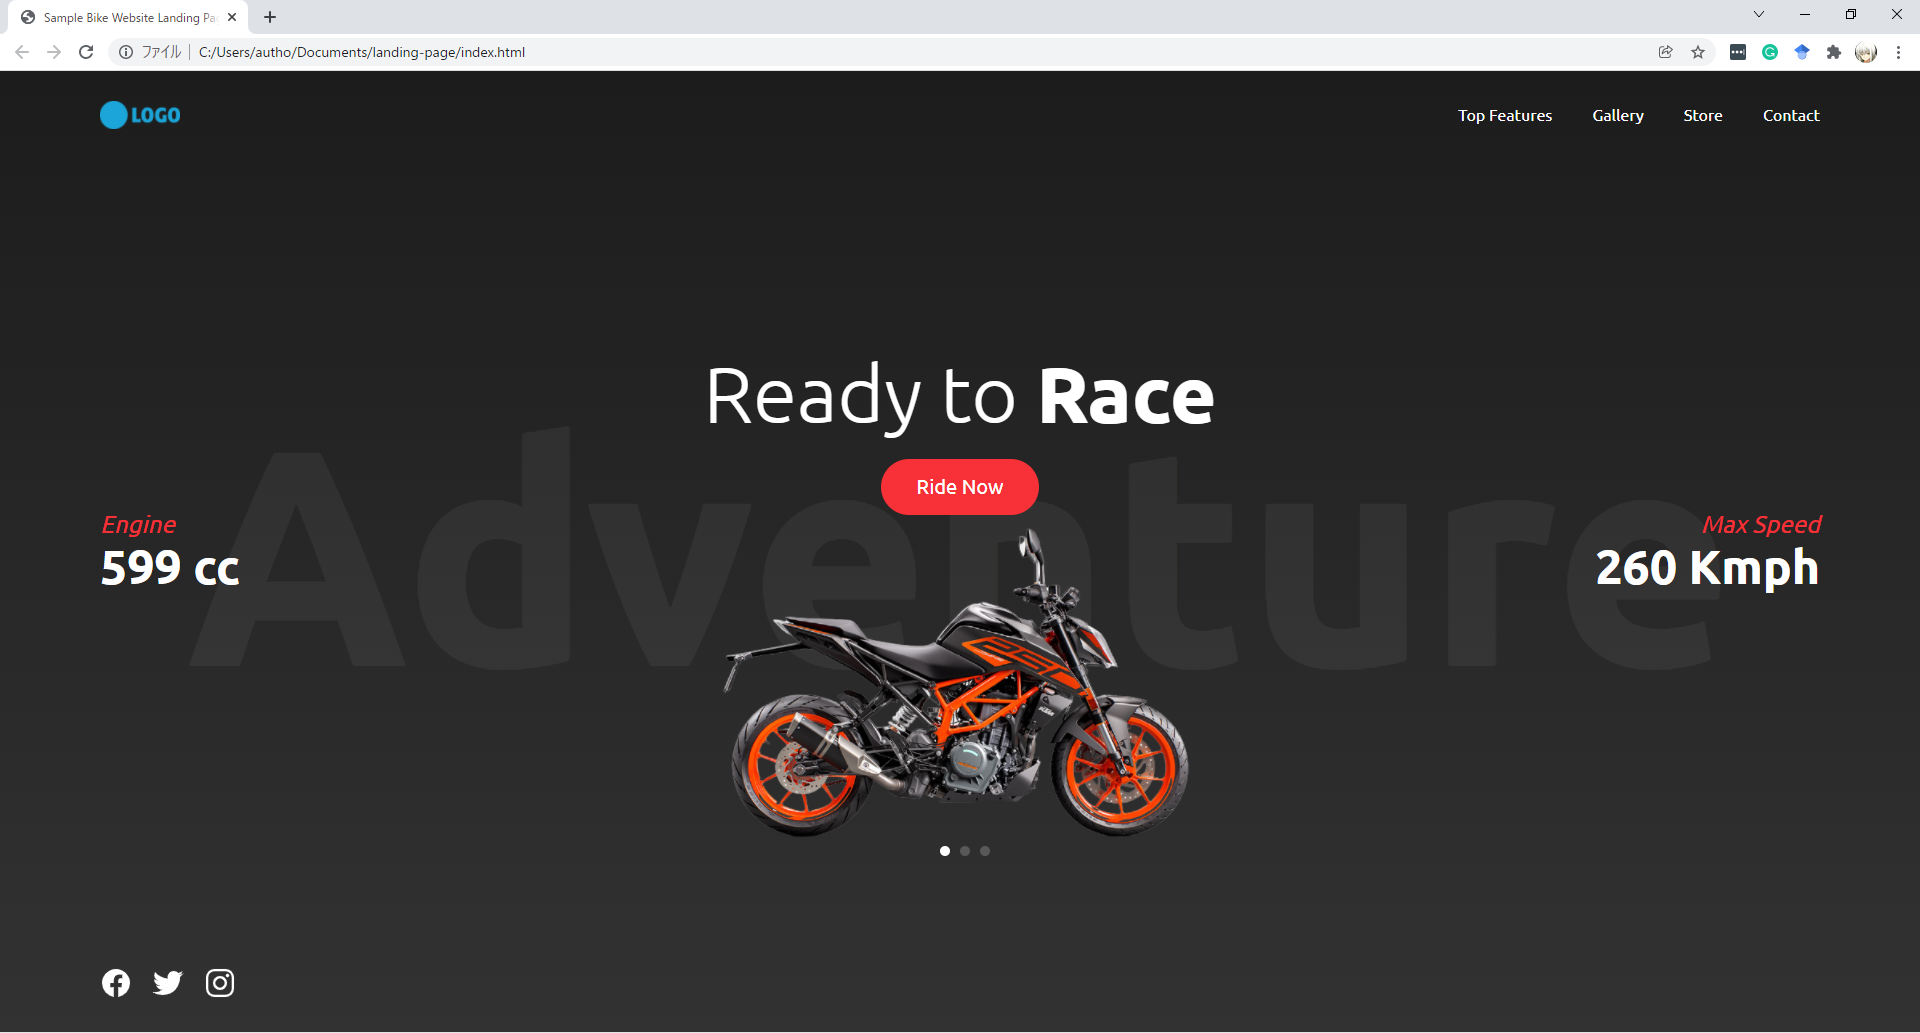 Sample Bike Website Landing Pa
ファイル
C:/Users/autho/Documents/landing-page/index.html
LOGO
Top Features
Gallery
Store
Contact
Ready to Race
Ride Now
Adventure
Engine
599 cc
Max Speed
260 Kmph
KTM